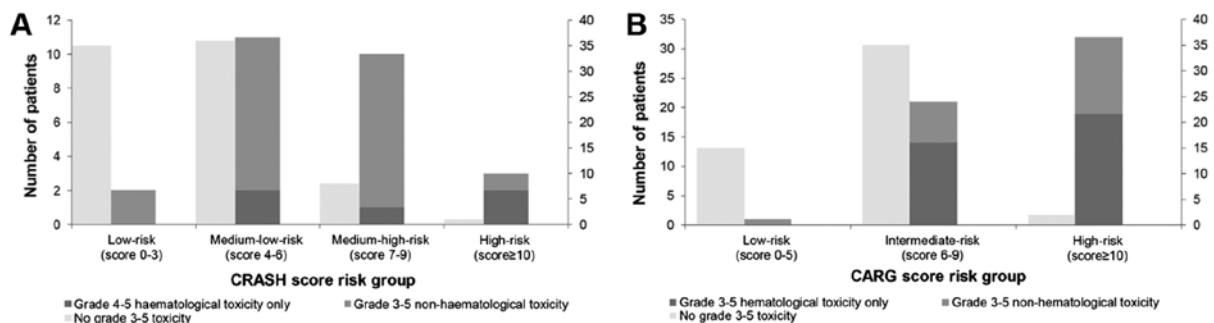 A
Number of patients
12
10
8
6
4
2
0
40
35
30
25
20
15
10
5
0
Low-risk
(score 0-3)
Medium-low-risk
(score 4-6)
Medium-high-risk
(score 7-9)
High-risk
(score≥10)
CRASH score risk group
Grade 4-5 haematological toxicity only
Grade 3-5 non-haematological toxicity
No grade 3-5 toxicity
B
Number of patients
35
30
25
20
15
10
5
0
40
35
30
25
20
15
10
5
0
Low-risk
(score 0-5)
Intermediate-risk
(score 6-9)
High-risk
(score≥10)
CARG score risk group
Grade 3-5 hematological toxicity only
Grade 3-5 non-hematological toxicity
No grade 3-5 toxicity